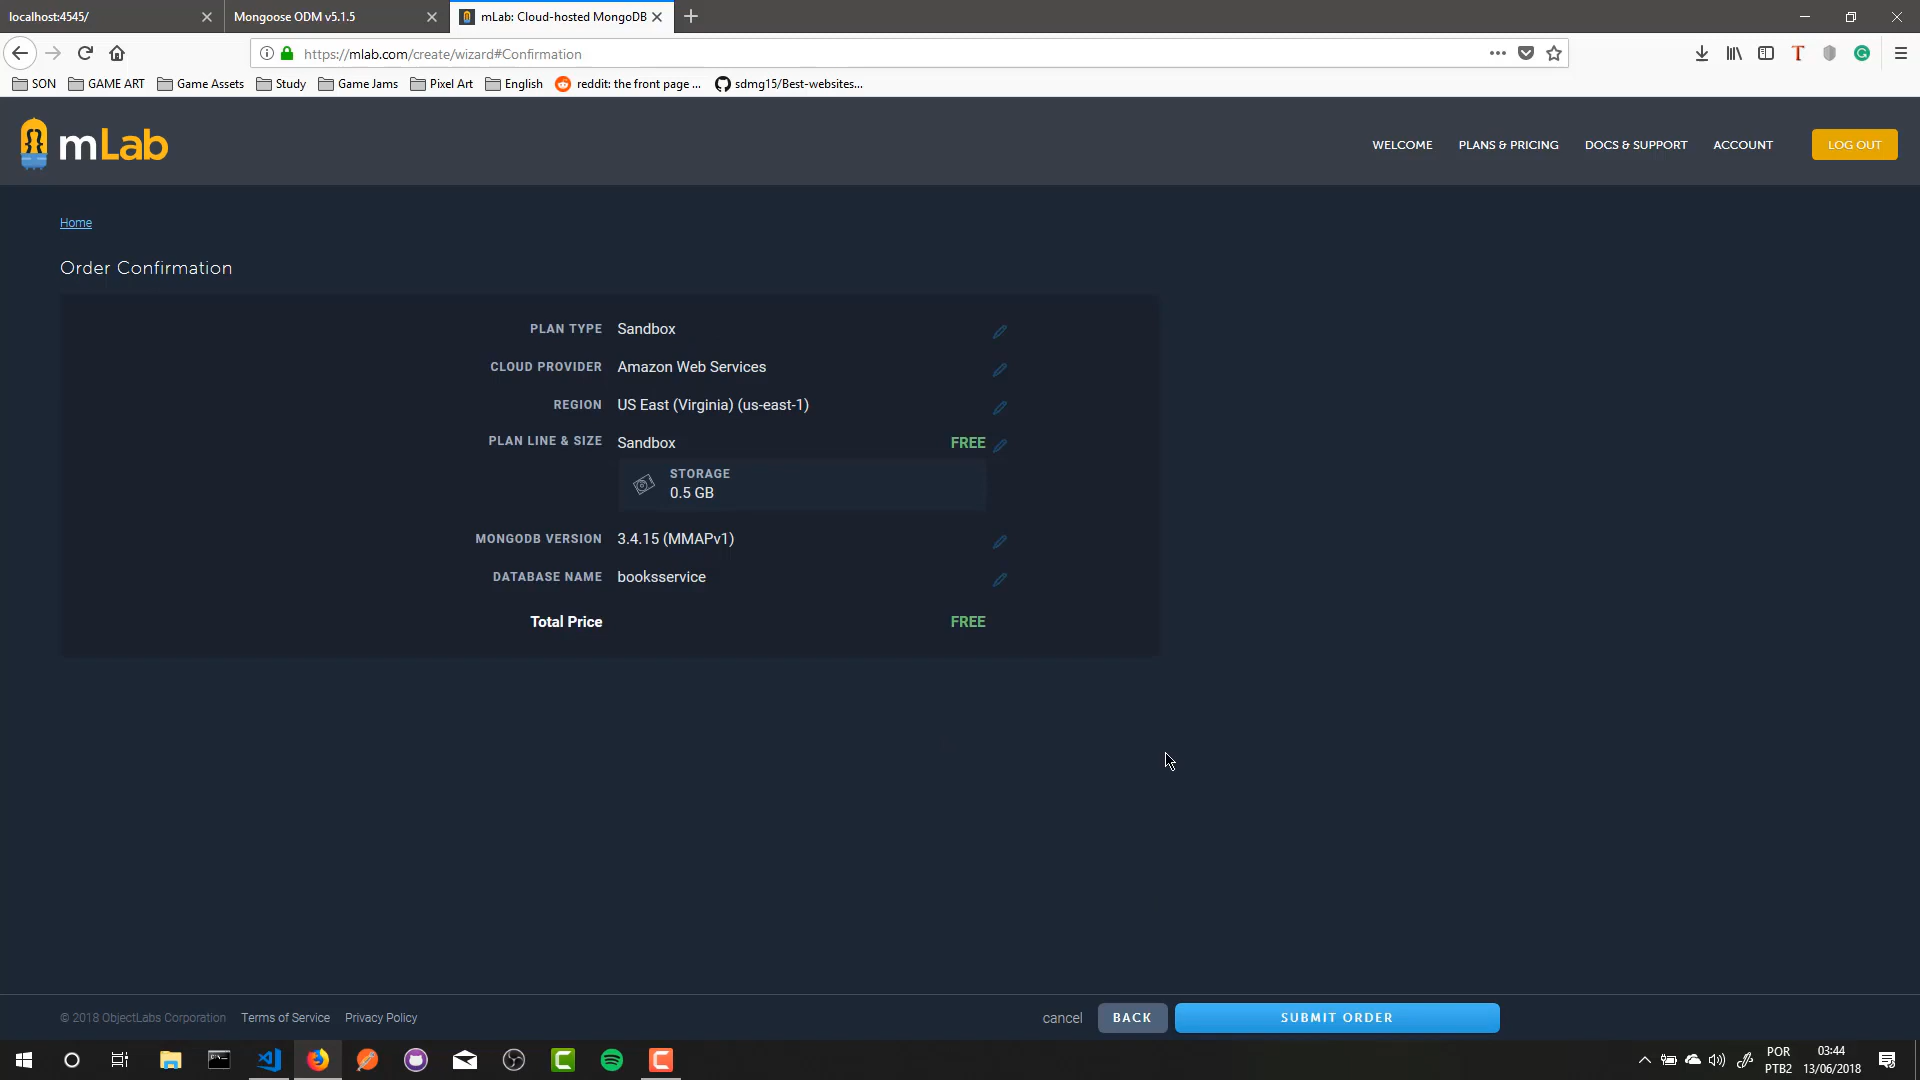 localhost:4545/
Mongoose ODM v5.1.5
mLab: Cloud-hosted MongoDB
https://mlab.com/create/wizard#Confirmation
SON
GAME ART
Game Assets
Study
Game Jams
Pixel Art
English
reddit: the front page ...
sdmg15/Best-websites...
mLab
WELCOME
PLANS & PRICING
DOCS & SUPPORT
ACCOUNT
LOG OUT
Home
Order Confirmation
PLAN TYPE Sandbox
CLOUD PROVIDER Amazon Web Services
REGION US East (Virginia) (us-east-1)
PLAN LINE & SIZE Sandbox FREE
STORAGE
0.5 GB
MONGODB VERSION 3.4.15 (MMAPv1)
DATABASE NAME booksservice
Total Price FREE
© 2018 ObjectLabs Corporation Terms of Service Privacy Policy
cancel
BACK
SUBMIT ORDER
POR
PTB2
03:44
13/06/2018